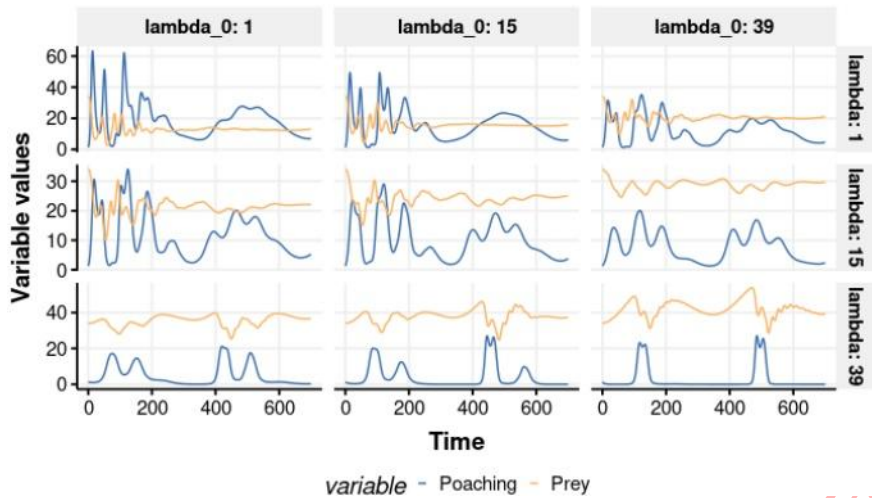 lambda_0: 1 lambda_0: 15 lambda_0: 39
Variable values
60
40
20
0
lambda: 1
30
20
10
0
lambda: 15
40
20
0
lambda: 39
0 200 400 600 0 200 400 600 0 200 400 600
Time
variable Poaching Prey